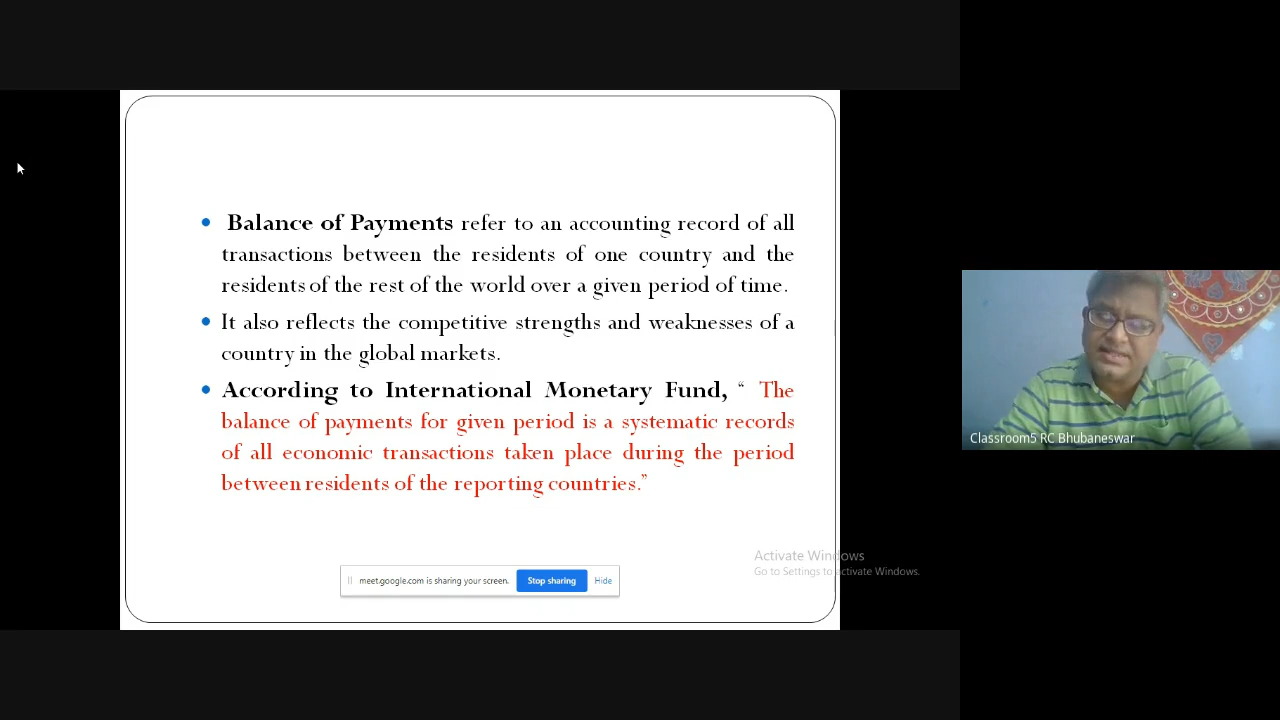 Balance of Payments refer to an accounting record of all
transactions between the residents of one country and the
residents of the rest of the world over a given period of time.
It also reflects the competitive strengths and weaknesses of a
country in the global markets.
According to International Monetary Fund, “ The
balance of payments for given period is a systematic records
of all economic transactions taken place during the period
between residents of the reporting countries.”
Classroom5 RC Bhubaneswar
Activate Windows
Go to Settings to activate Windows.
meet.google.com is sharing your screen. Stop sharing Hide